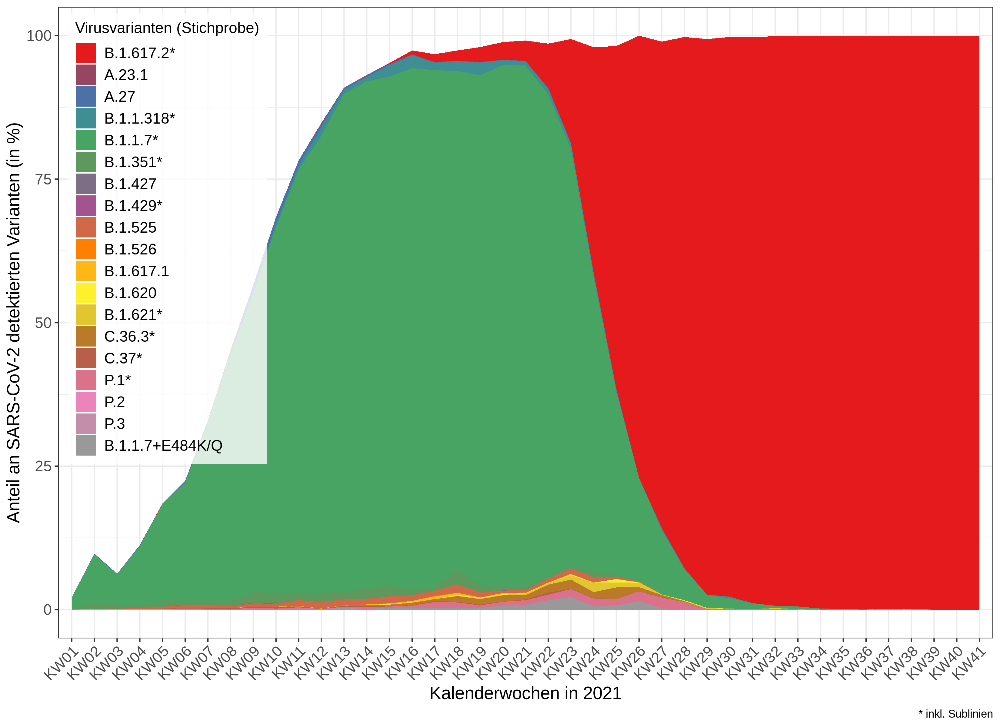 Virusvarianten (Stichprobe)
B.1.617.2*
A.23.1
A.27
B.1.1.318*
B.1.1.7*
B.1.351*
B.1.427
B.1.429*
B.1.525
B.1.526
B.1.617.1
B.1.620
B.1.621*
C.36.3*
C.37*
P.1*
P.2
P.3
B.1.1.7+E484K/Q
Anteil an SARS-CoV-2 detektierten Varianten (in %)
100
75
50
25
0
KW01
KW02
KW03
KW04
KW05
KW06
KW07
KW08
KW09
KW10
KW11
KW12
KW13
KW14
KW15
KW16
KW17
KW18
KW19
KW20
KW21
KW22
KW23
KW24
KW25
KW26
KW27
KW28
KW29
KW30
KW31
KW32
KW33
KW34
KW35
KW36
KW37
KW38
KW39
KW40
KW41
Kalenderwochen in 2021
* inkl. Sublinien